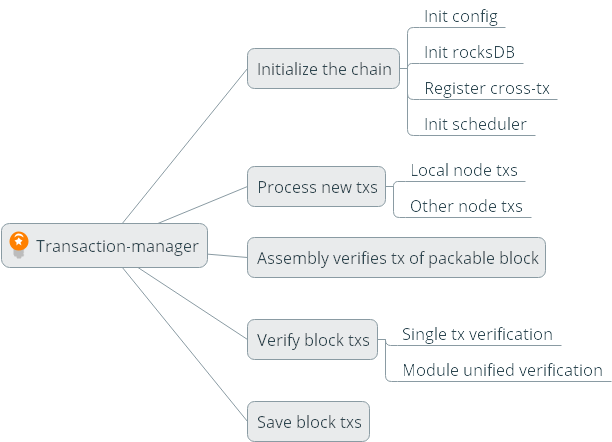 Transaction-manager
Initialize the chain
Init config
Init rocksDB
Register cross-tx
Init scheduler
Process new txs
Local node txs
Other node txs
Assembly verifies tx of packable block
Verify block txs
Single tx verification
Module unified verification
Save block txs